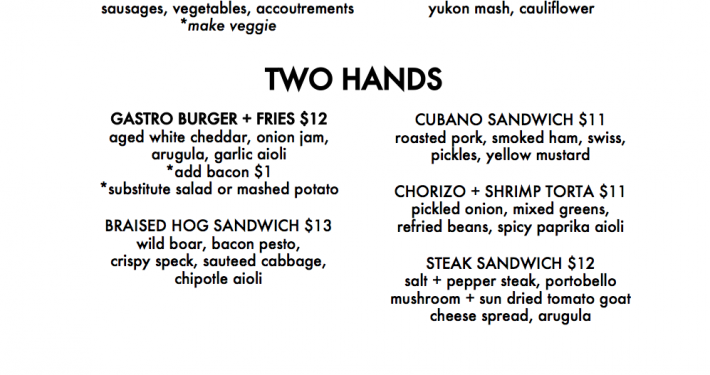 sausages, vegetables, accoutrements
*make veggie
yukon mash, cauliflower
TWO HANDS
GASTRO BURGER + FRIES $12
aged white cheddar, onion jam,
arugula, garlic aioli
*add bacon $1
*substitute salad or mashed potato
BRAISED HOG SANDWICH $13
wild boar, bacon pesto,
crispy speck, sauteed cabbage,
chipotle aioli
CUBANO SANDWICH $11
roasted pork, smoked ham, swiss,
pickles, yellow mustard
CHORIZO + SHRIMP TORTA $11
pickled onion, mixed greens,
refried beans, spicy paprika aioli
STEAK SANDWICH $12
salt + pepper steak, portobello
mushroom + sun dried tomato goat
cheese spread, arugula